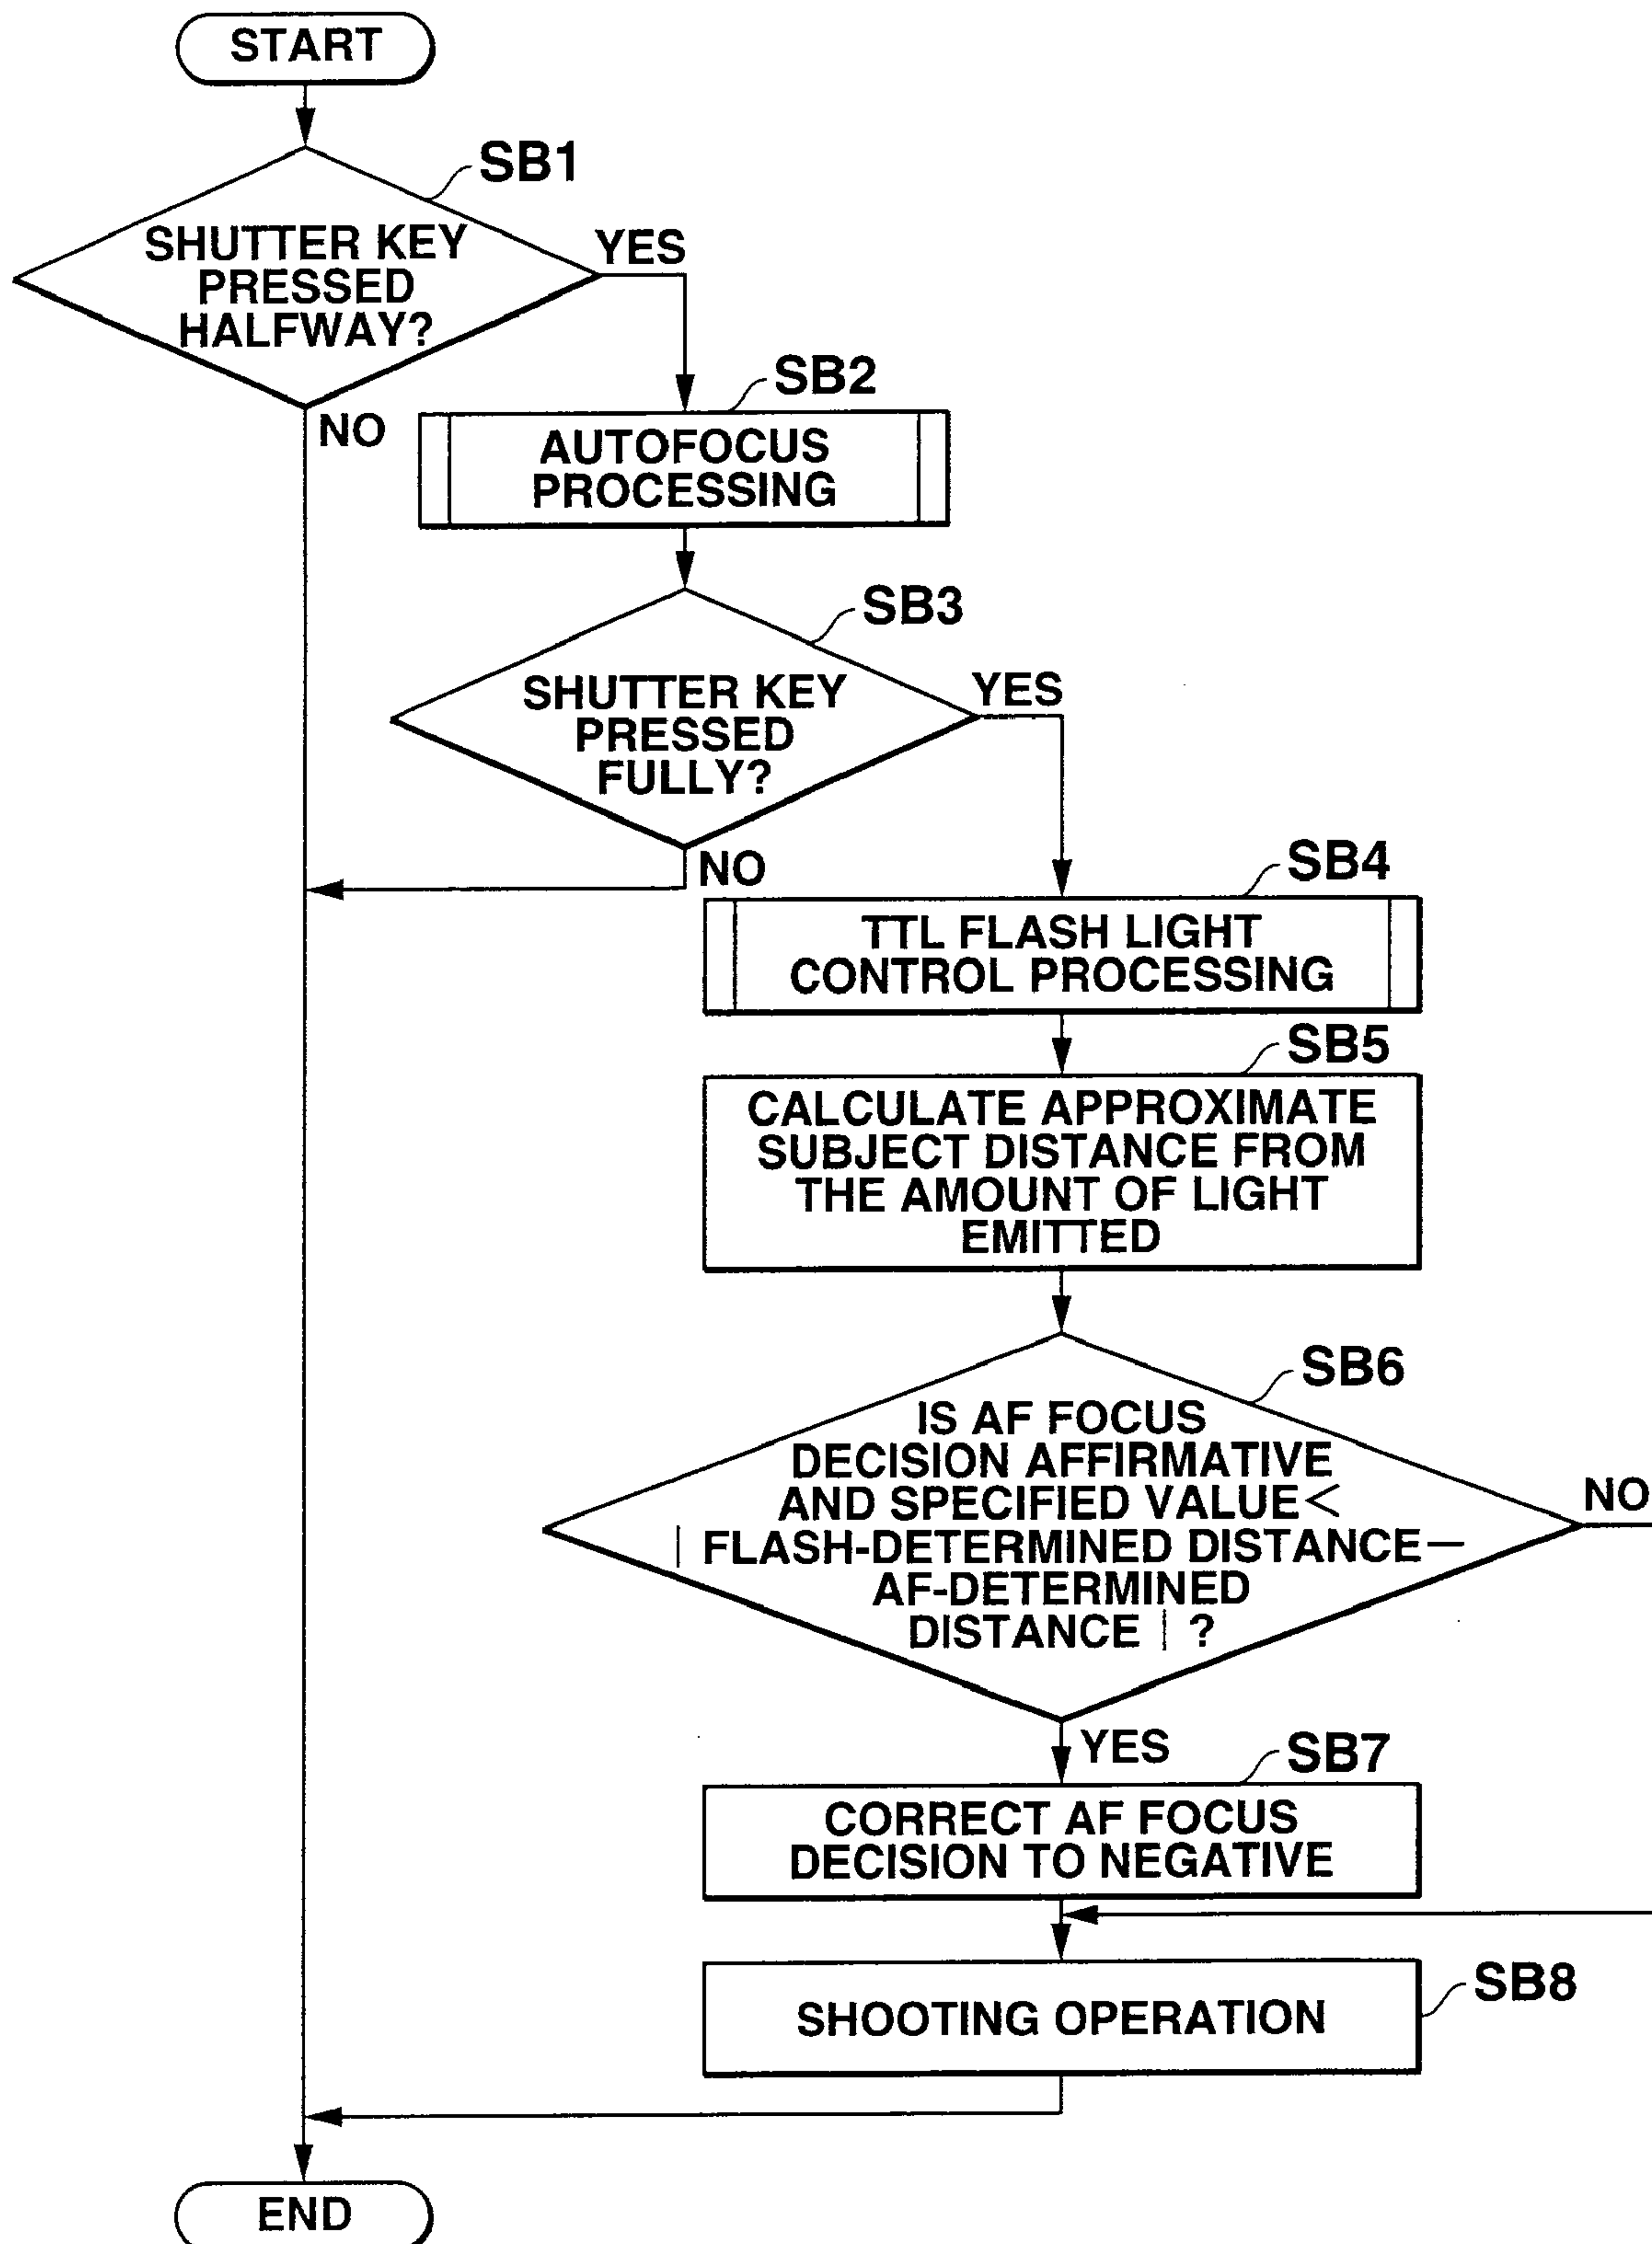 START
SB1
SHUTTER KEY
PRESSED
HALFWAY?
YES
NO
SB2
AUTOFOCUS
PROCESSING
SB3
SHUTTER KEY
PRESSED
FULLY?
YES
NO
SB4
TTL FLASH LIGHT
CONTROL PROCESSING
SB5
CALCULATE APPROXIMATE
SUBJECT DISTANCE FROM
THE AMOUNT OF LIGHT
EMITTED
SB6
IS AF FOCUS
DECISION AFFIRMATIVE
AND SPECIFIED VALUE<
| FLASH-DETERMINED DISTANCE—
AF-DETERMINED
DISTANCE | ?
NO
YES
SB7
CORRECT AF FOCUS
DECISION TO NEGATIVE
SB8
SHOOTING OPERATION
END